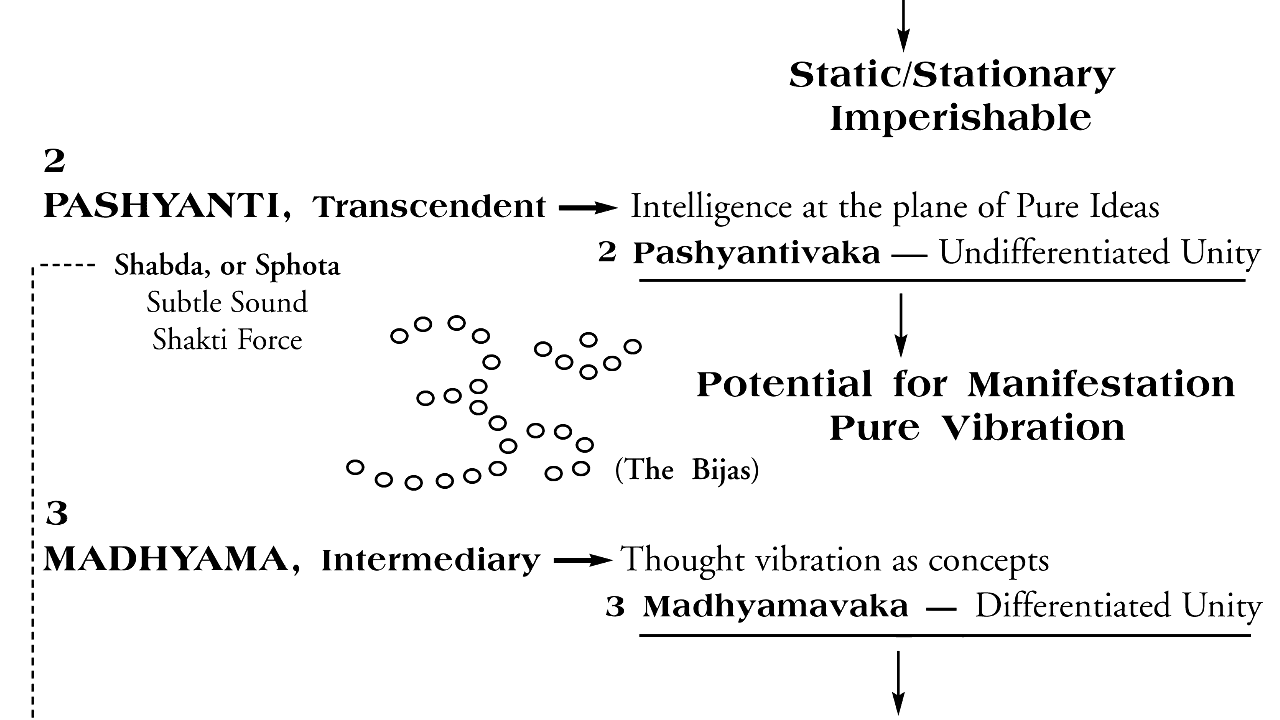 Static/Stationary
Imperishable
2
PASHYANTI, Transcendent Intelligence at the plane of Pure Ideas
2 Pashyantivaka — Undifferentiated Unity
Shabda, or Sphota
Subtle Sound
Shakti Force
Potential for Manifestation
Pure Vibration
(The Bijas)
3
MADHYAMA, Intermediary Thought vibration as concepts
3 Madhyamavaka — Differentiated Unity